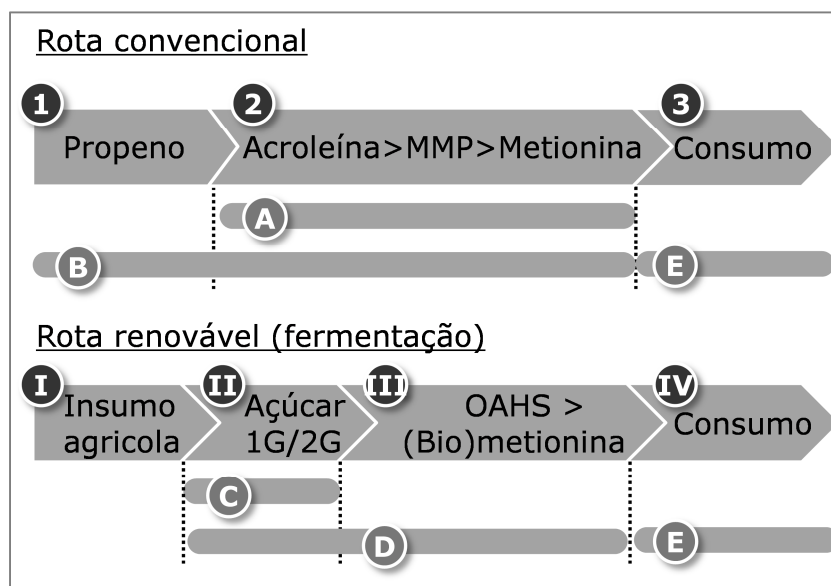 Rota convencional
1 2 3
Propeno Acroleína>MMP>Metionina Consumo
A
B E
Rota renovável (fermentação)
I II III IV
Insumo Açúcar OAHS >
agricola 1G/2G (Bio)metionina Consumo
C
D E